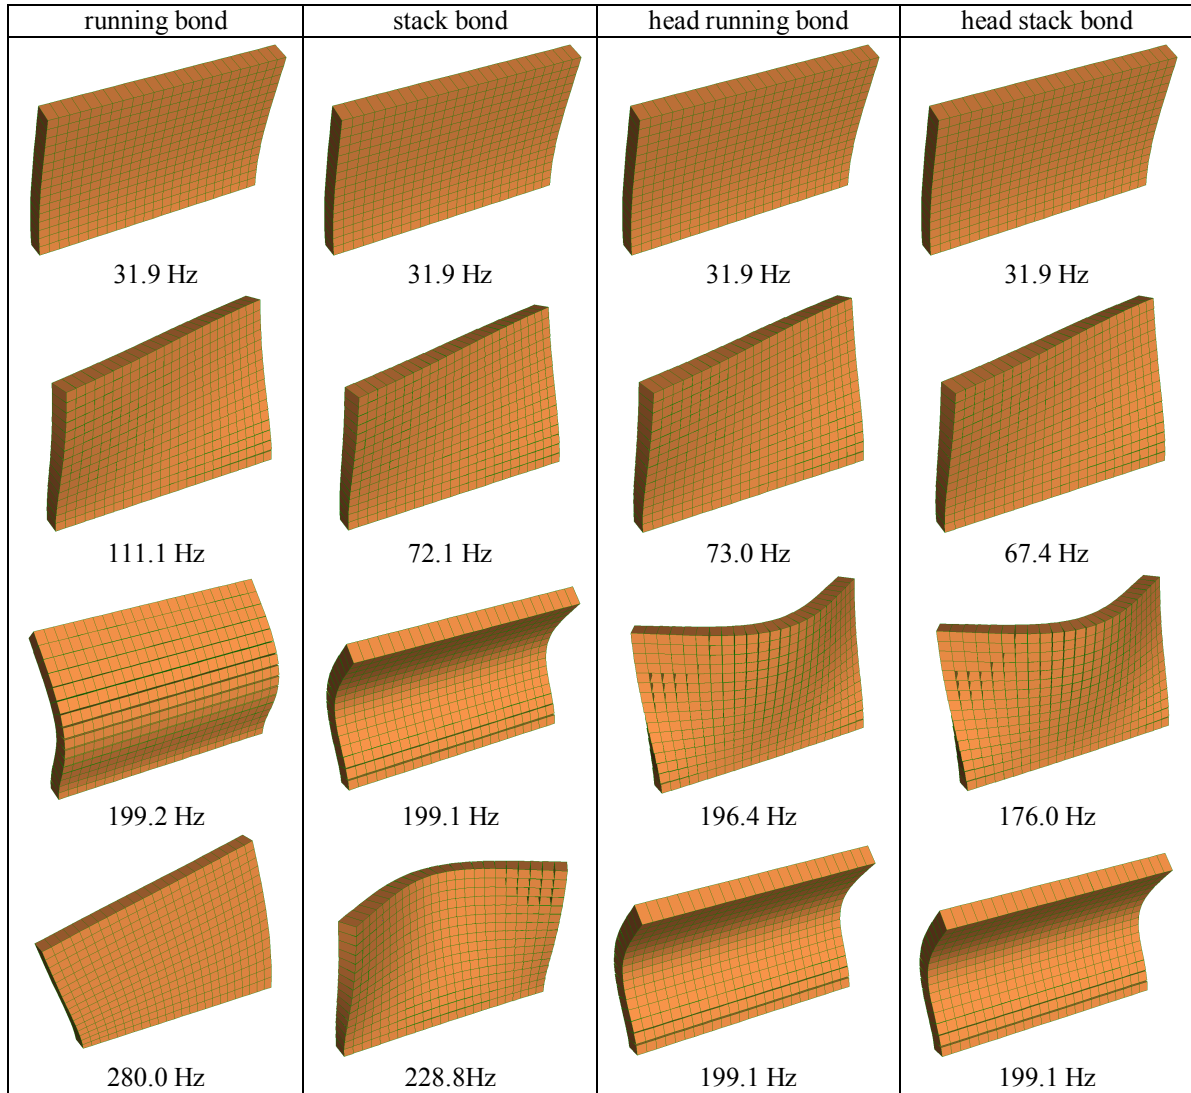 running bond stack bond head running bond head stack bond
31.9 Hz 31.9 Hz 31.9 Hz 31.9 Hz
111.1 Hz 72.1 Hz 73.0 Hz 67.4 Hz
199.2 Hz 199.1 Hz 196.4 Hz 176.0 Hz
280.0 Hz 228.8Hz 199.1 Hz 199.1 Hz